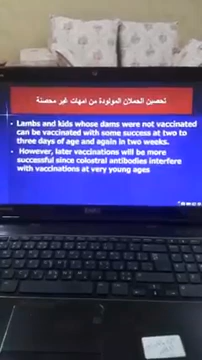 تحصين الحملان المولودة من امهات غير محصنة
• Lambs and kids whose dams were not vaccinated
can be vaccinated with some success at two to
three days of age and again in two weeks.
• However, later vaccinations will be more
successful since colostral antibodies interfere
with vaccinations at very young ages
DELL